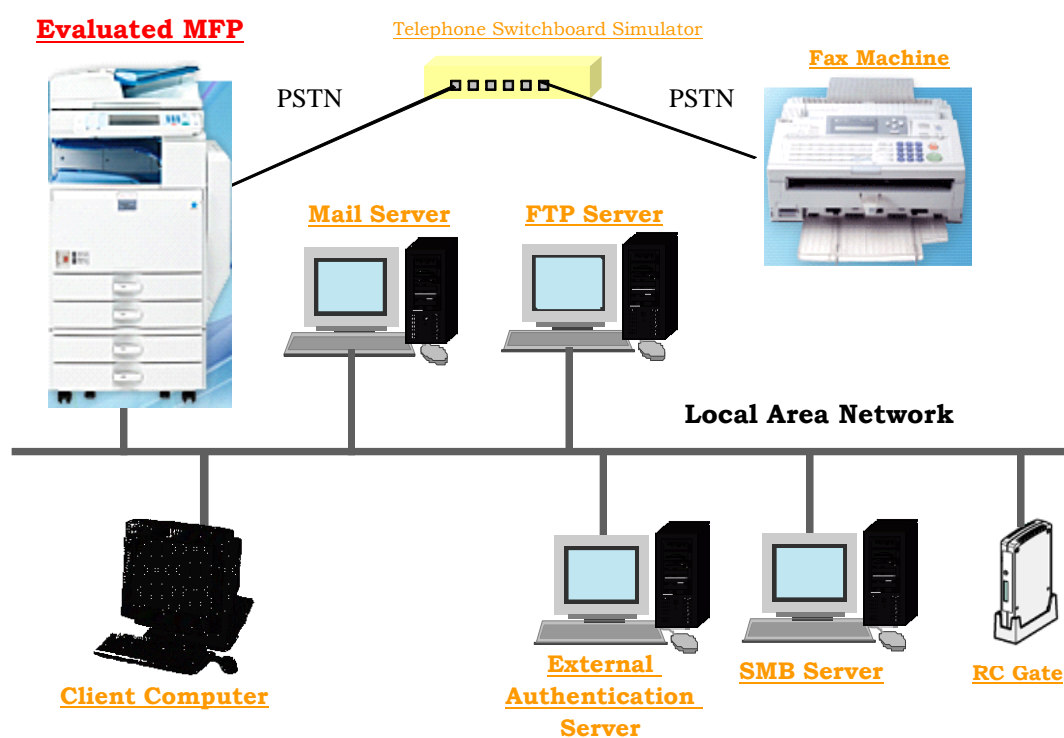 Evaluated MFP
Telephone Switchboard Simulator
Fax Machine
PSTN
PSTN
Mail Server
FTP Server
Local Area Network
Client Computer
External
Authentication
Server
SMB Server
RC Gate